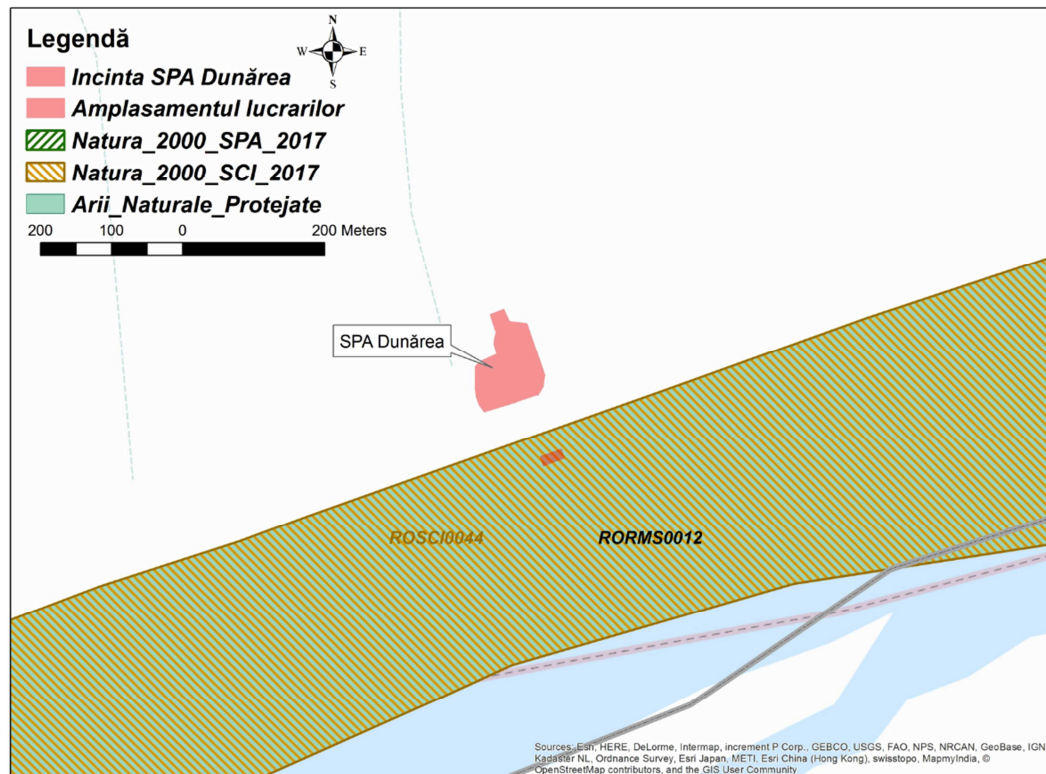 Legendă
N
W E
S
Incinta SPA Dunărea
Amplasamentul lucrarilor
Natura_2000_SPA_2017
Natura_2000_SCI_2017
Arii_Naturale_Protejate
200 100 0 200 Meters
SPA Dunărea
ROSCI0044 RORMS0012
Sources: Esri, HERE, DeLorme, Intermap, increment P Corp., GEBCO, USGS, FAO, NPS, NRCAN, GeoBase, IGN
Kadaster NL, Ordnance Survey, Esri Japan, METI, Esri China (Hong Kong), swisstopo, MapmyIndia, ©
OpenStreetMap contributors, and the GIS User Community